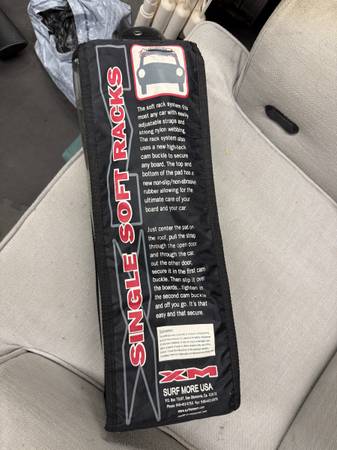 SINGLE SOFT RACKS
The soft rack system fits
most any car with easily
adjustable straps and
strong nylon webbing.
The rack system also
uses a new high-teck
cam buckle to secure
any board. The top and
bottom of the pad has a
new non-slip/non-abrasive
rubber allowing for the
ultimate care of your
board and your car.
Just center the pad on
the roof, pull the strap
through the open door
and through the car
out the other door,
secure it in the first cam
buckle. Then slip it over
the boards... Tighten in
the second cam buckle
and off you go. It's that
easy and that secure.
XM
SURF MORE USA